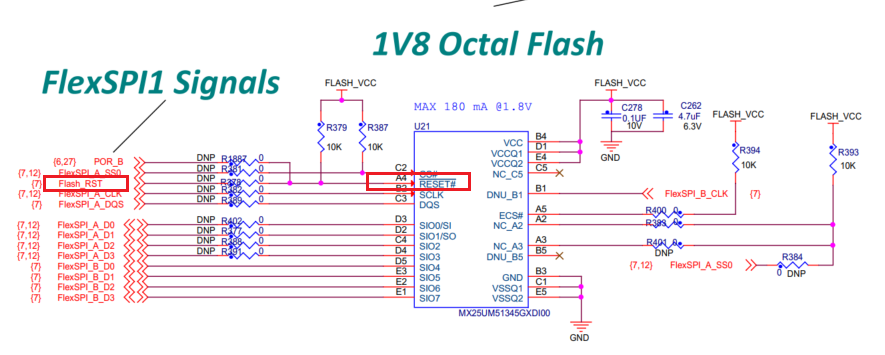 1V8 Octal Flash
FlexSPI1 Signals
FLASH_VCC
FLASH_VCC
MAX 180 mA @1.8V
C278
0.1UF
10V
C262
4.7uF
6.3V
FLASH_VCC
FLASH_VCC
R379
10K
R387
10K
U21
GND
R394
10K
R393
10K
{6,27} POR_B DNP R1887 0
{7,12} FlexSPI_A_SS0 DNP 0 C2 CS#
{7} Flash_RST 0 A4 RESET#
{7,12} FlexSPI_A_CLK DNP 0 B2 SCLK
{7,12} FlexSPI_A_DQS DNP R389 0 C3 DQS
{7,12} FlexSPI_A_D0 DNP R402 0 D3 SIO0/SI
{7,12} FlexSPI_A_D1 DNP R377 0 D2 SIO1/SO
{7,12} FlexSPI_A_D2 DNP R388 0 C4 SIO2
{7,12} FlexSPI_A_D3 DNP R391 0 D4 SIO3
{7} FlexSPI_B_D0 D5 SIO4
{7} FlexSPI_B_D1 E3 SIO5
{7} FlexSPI_B_D2 E2 SIO6
{7} FlexSPI_B_D3 E1 SIO7
VCC B4
VCCQ1 D1
VCCQ2 E4
NC_C5 C5
DNU_B1 B1 FlexSPI_B_CLK {7}
ECS# A5 R400 0
NC_A2 A2 0
NC_A3 A3 R401 0
DNP
DNU_B5 B5
{7,12} FlexSPI_A_SS0 R384
0 DNP
GND B3
VSSQ1 C1
VSSQ2 E5
MX25UM51345GXDI00
GND